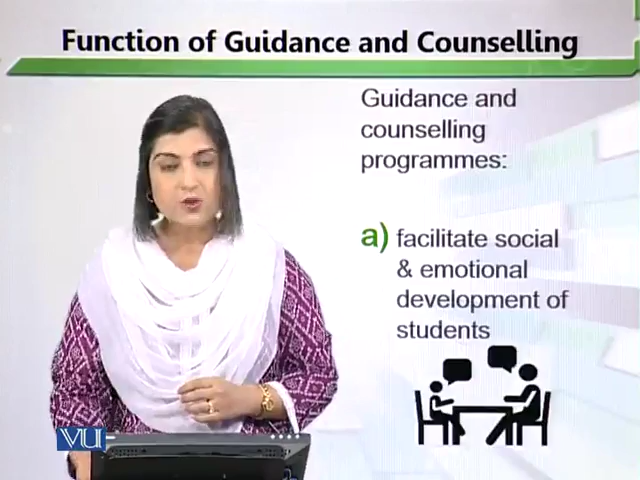 Function of Guidance and Counselling
Guidance and
counselling
programmes:
a) facilitate social
& emotional
development of
students
VU